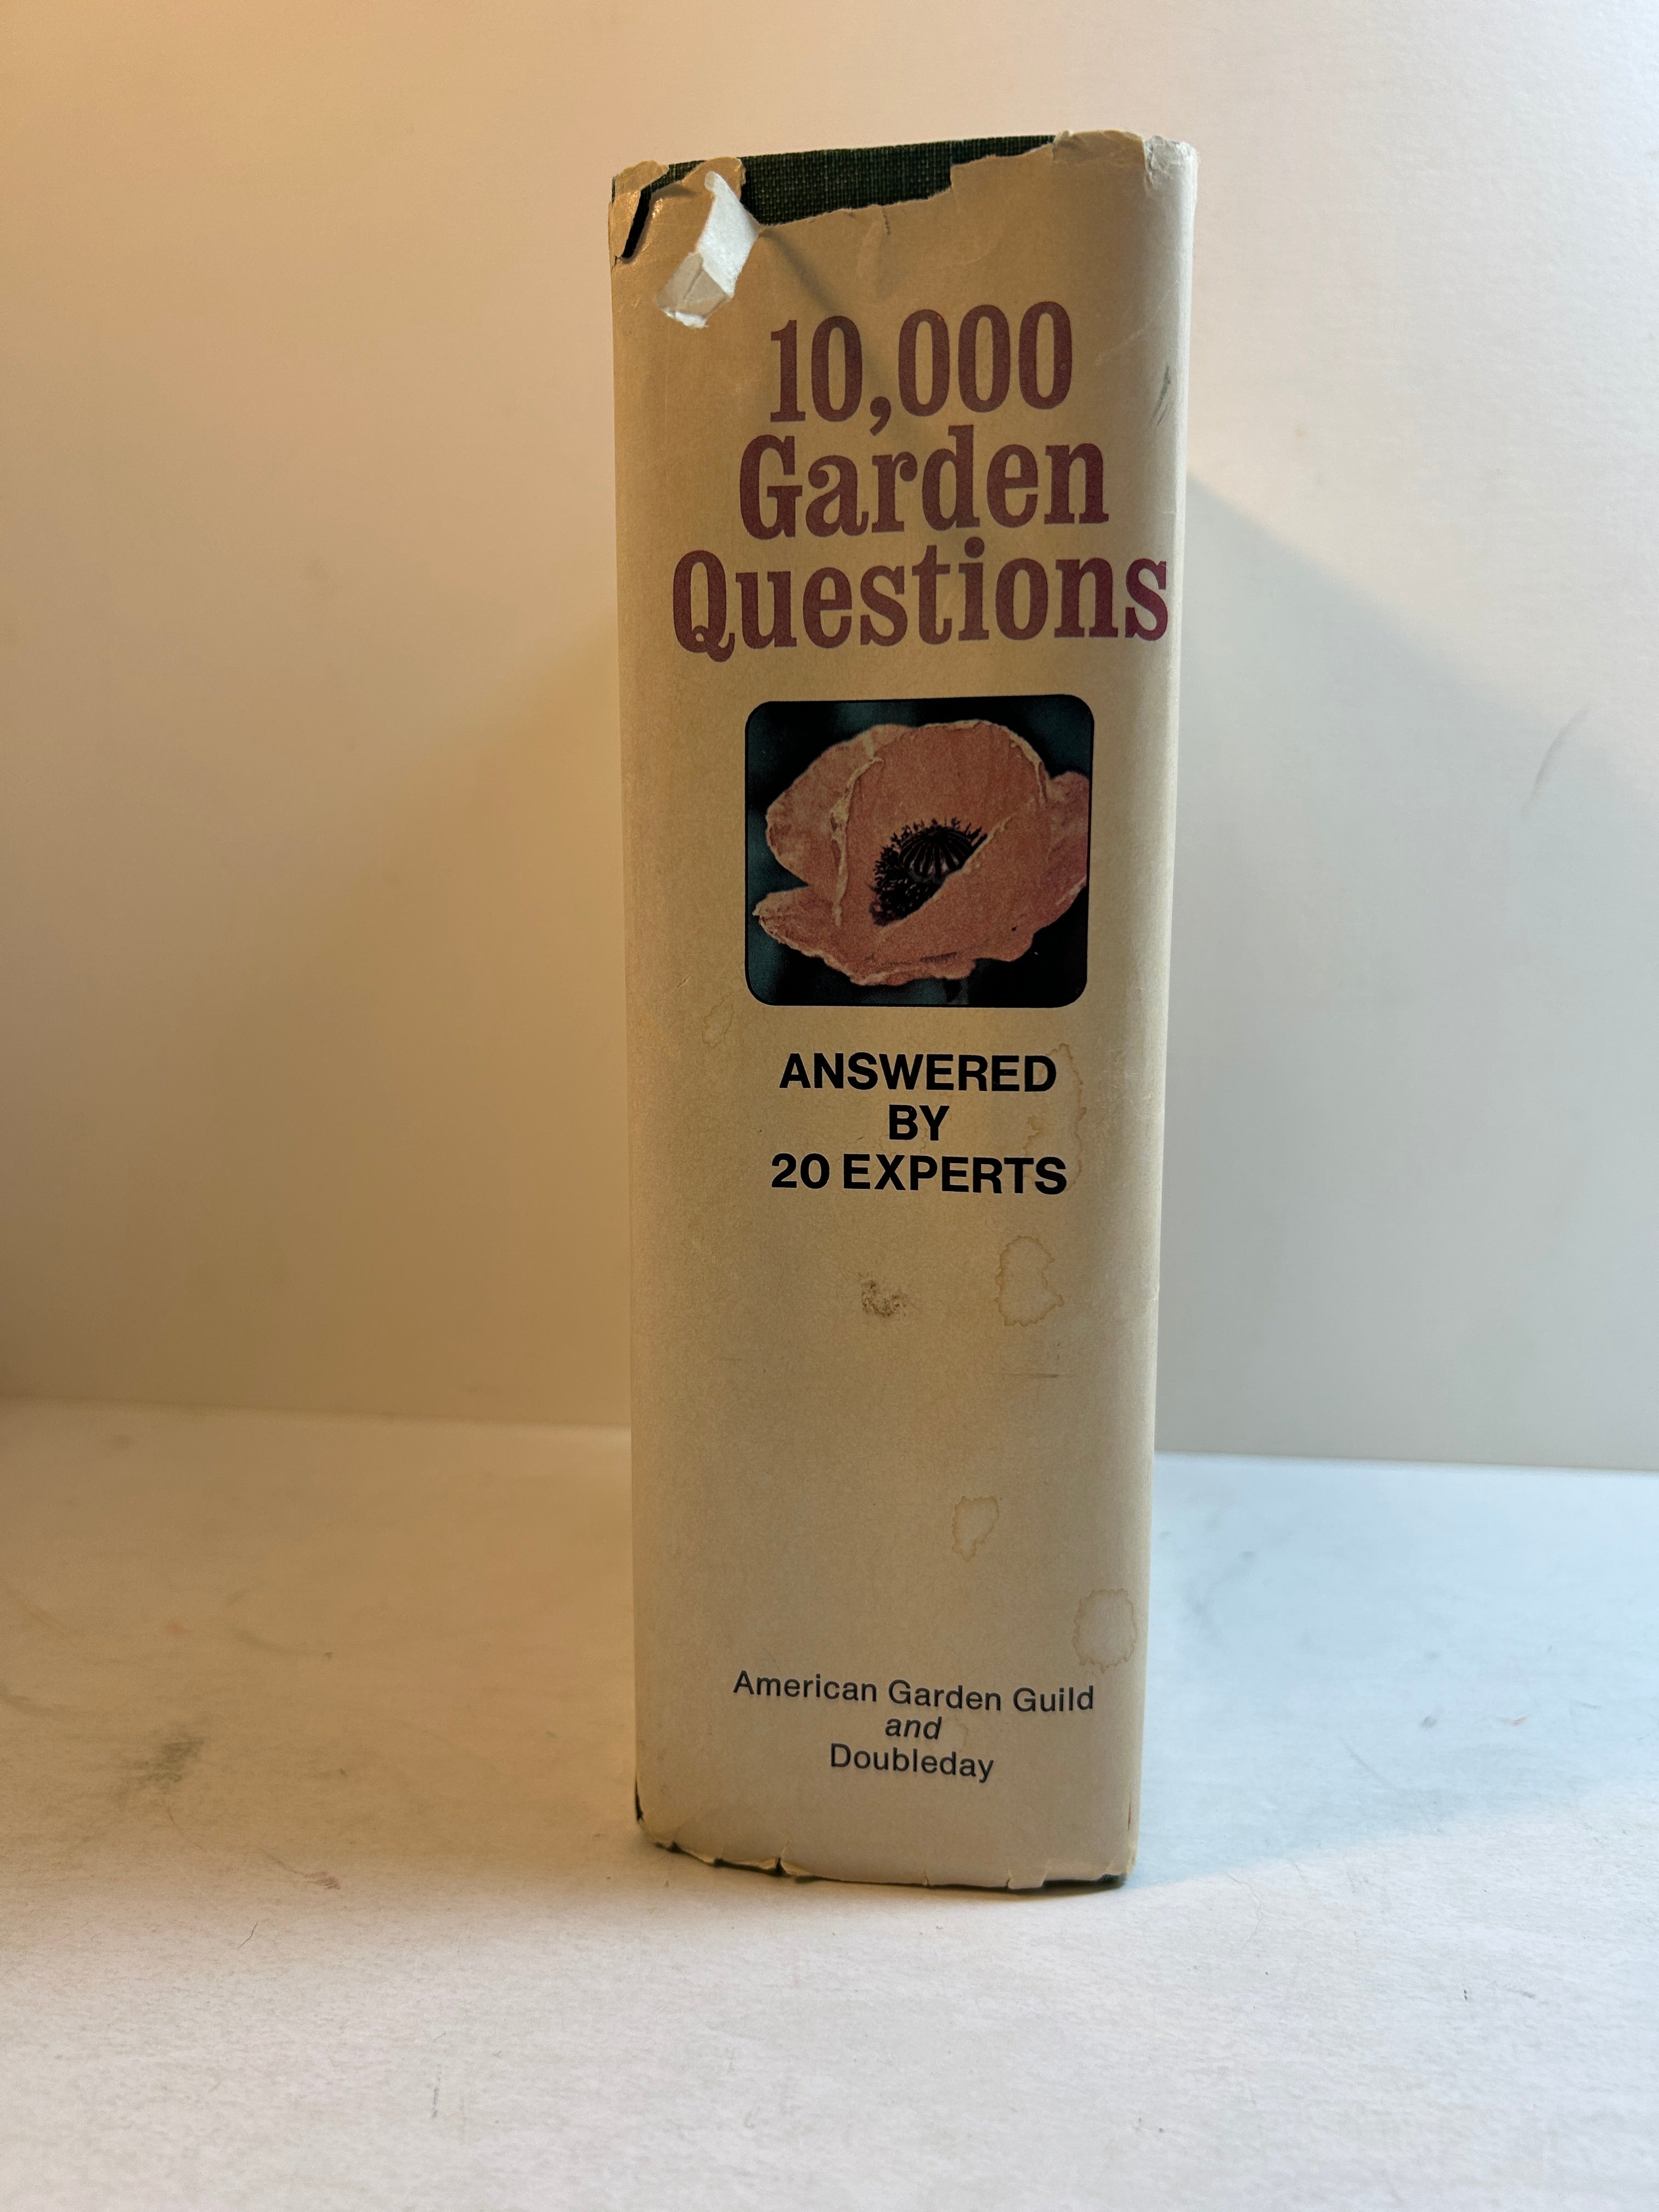 10,000
Garden
Questions
ANSWERED
BY
20 EXPERTS
American Garden Guild
and
Doubleday